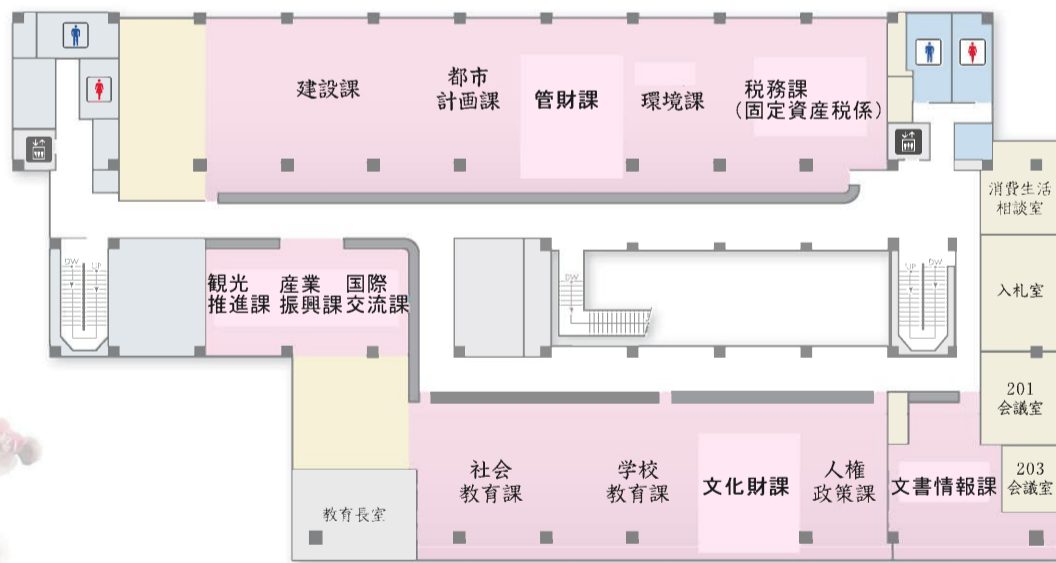 建設課
都市
計画課
管財課
環境課
税務課
(固定資産税係)
消費生活
相談室
入札室
201
会議室
203
会議室
DW
UP
観光
推進課
産業
振興課
国際
交流課
DW
UP
DW
社会
教育課
学校
教育課
文化財課
人権
政策課
文書情報課
教育長室